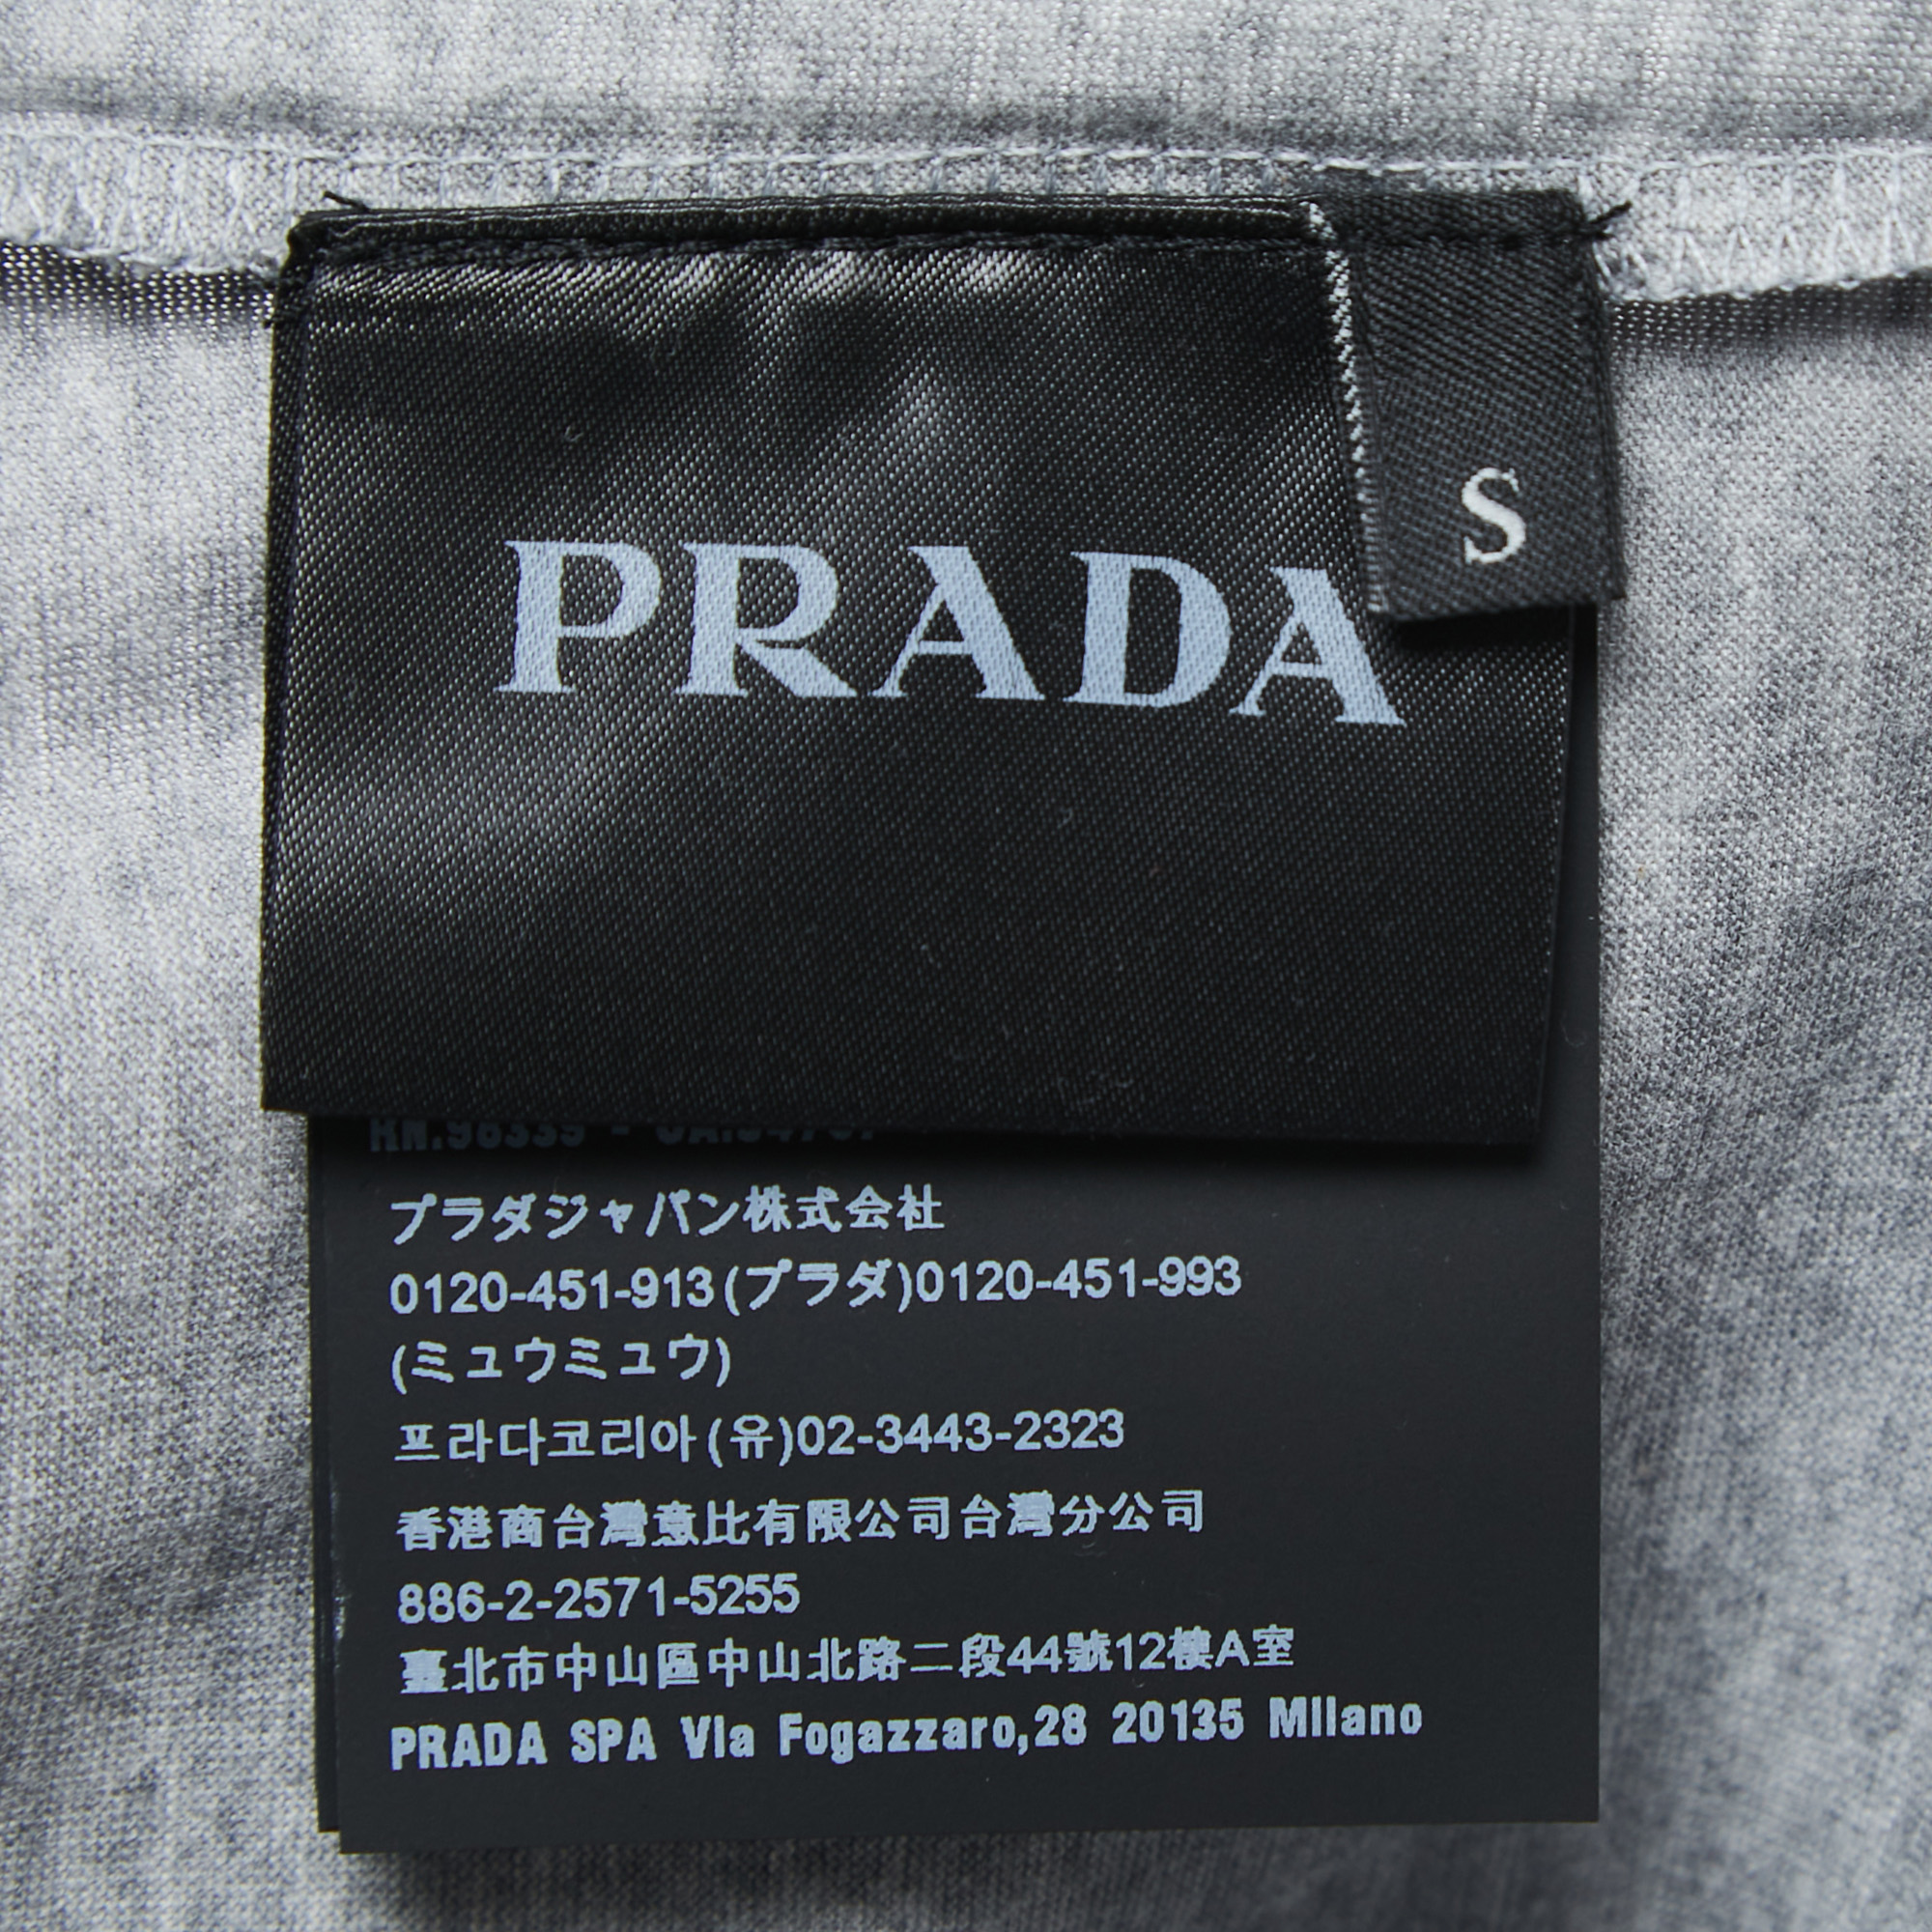 PRADA
S
RN.98339 -
プラダジャパン株式会社
0120-451-913(プラダ)0120-451-993
(ミュウミュウ)
프라다코리아(유)02-3443-2323
香港商台灣意比有限公司台灣分公司
886-2-2571-5255
臺北市中山區中山北路二段44號12樓A室
PRADA SPA Via Fogazzaro,28 20135 Milano